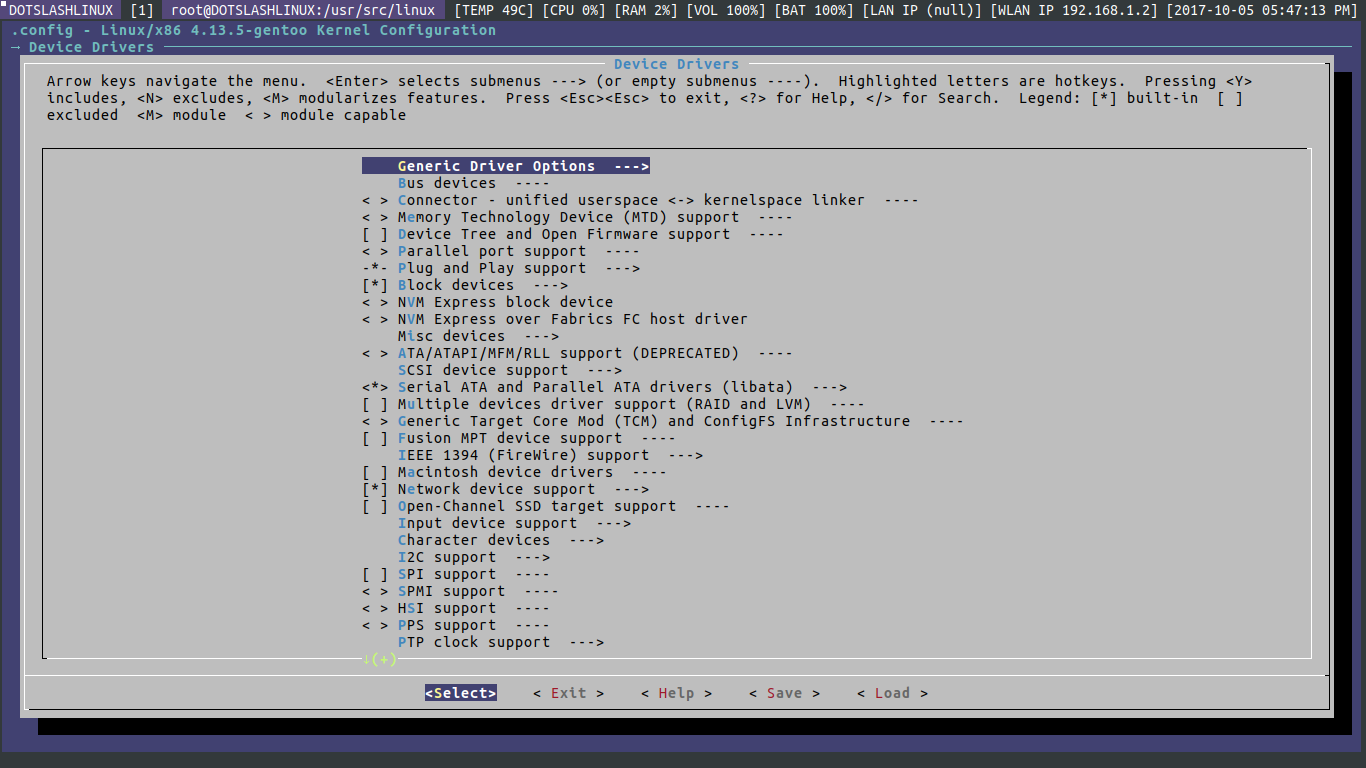 DOTSLASHLINUX [1] root@DOTSLASHLINUX:/usr/src/linux [TEMP 49C] [CPU 0%] [RAM 2%] [VOL 100%] [BAT 100%] [LAN IP (null)] [WLAN IP 192.168.1.2] [2017-10-05 05:47:13 PM]
.config - Linux/x86 4.13.5-gentoo Kernel Configuration
→ Device Drivers
Device Drivers
Arrow keys navigate the menu.  <Enter> selects submenus ---> (or empty submenus ----).  Highlighted letters are hotkeys.  Pressing <Y>
includes, <N> excludes, <M> modularizes features.  Press <Esc><Esc> to exit, <?> for Help, </> for Search.  Legend: [*] built-in  [ ]
excluded  <M> module  < > module capable
Generic Driver Options  --->
Bus devices  ----
< > Connector - unified userspace <-> kernelspace linker  ----
< > Memory Technology Device (MTD) support  ----
[ ] Device Tree and Open Firmware support  ----
< > Parallel port support  ----
-*- Plug and Play support  --->
[*] Block devices  --->
< > NVM Express block device
< > NVM Express over Fabrics FC host driver
Misc devices  --->
< > ATA/ATAPI/MFM/RLL support (DEPRECATED)  ----
SCSI device support  --->
<*> Serial ATA and Parallel ATA drivers (libata)  --->
[ ] Multiple devices driver support (RAID and LVM)  ----
< > Generic Target Core Mod (TCM) and ConfigFS Infrastructure  ----
[ ] Fusion MPT device support  ----
IEEE 1394 (FireWire) support  --->
[ ] Macintosh device drivers  ----
[*] Network device support  --->
[ ] Open-Channel SSD target support  ----
Input device support  --->
Character devices  --->
I2C support  --->
[ ] SPI support  ----
< > SPMI support  ----
< > HSI support  ----
< > PPS support  ----
PTP clock support  --->
↓(+)
<Select>    < Exit >    < Help >    < Save >    < Load >